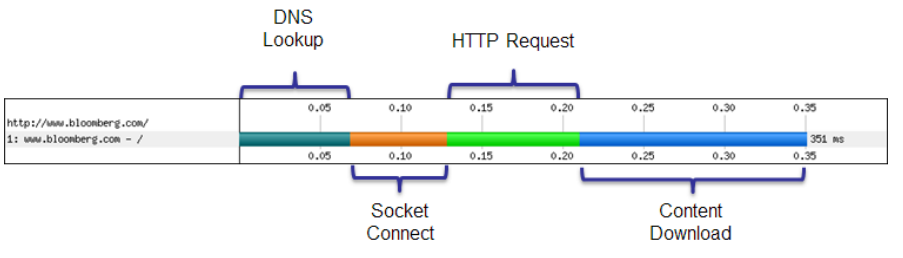 DNS
Lookup
HTTP Request
0.05 0.10 0.15 0.20 0.25 0.30 0.35
http://www.bloomberg.com/
1: www.bloomberg.com - / 351 ms
0.05 0.10 0.15 0.20 0.25 0.30 0.35
Socket
Connect
Content
Download